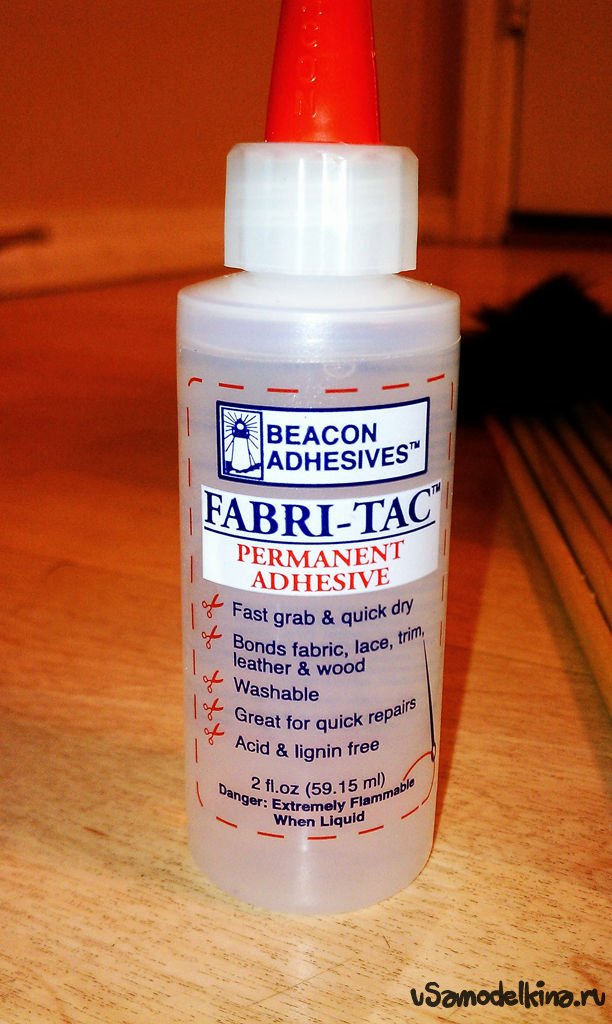 BEACON
ADHESIVES™
FABRI-TAC™
PERMANENT
ADHESIVE
Fast grab & quick dry
Bonds fabric, lace, trim,
leather & wood
Washable
Great for quick repairs
Acid & lignin free
2 fl.oz (59.15 ml)
Danger: Extremely Flammable
When Liquid
vSamodelkina.ru